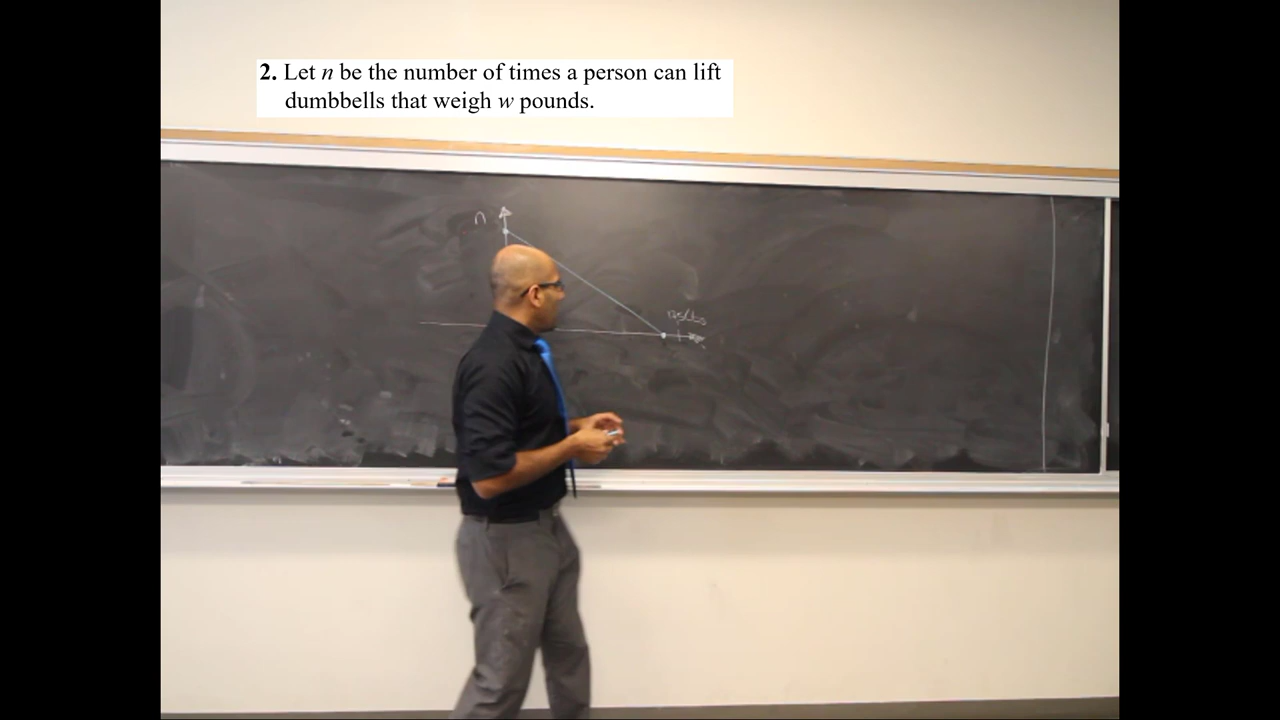 2. Let n be the number of times a person can lift
dumbbells that weigh w pounds.
n